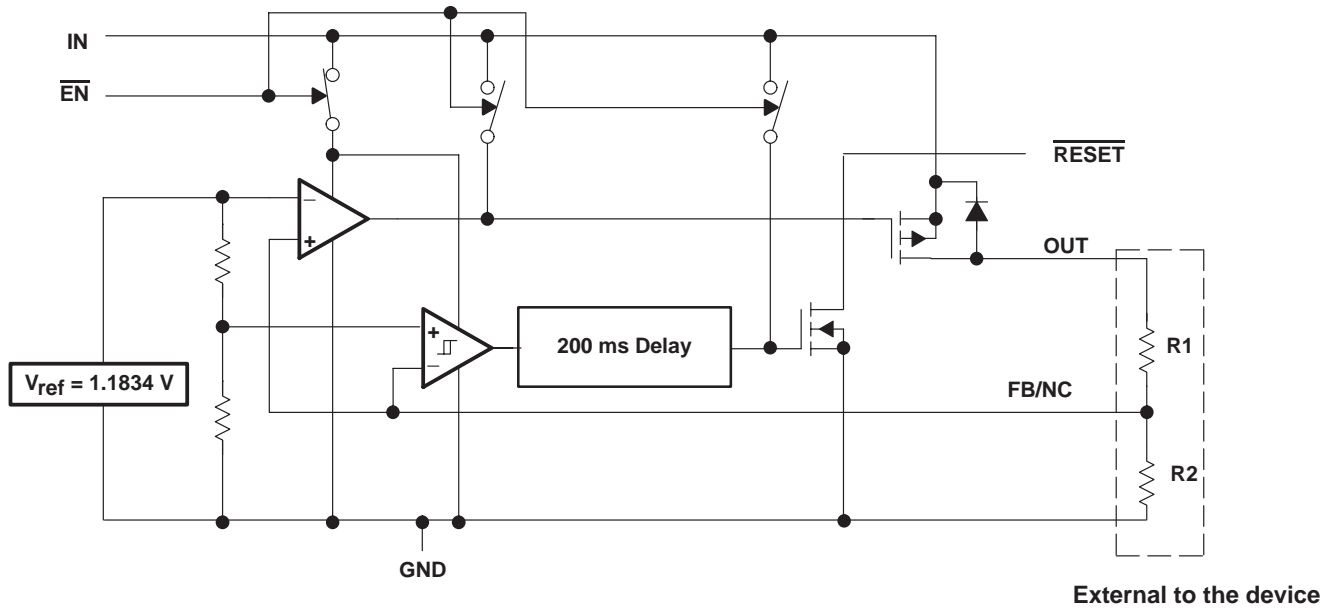 IN
EN
RESET
−
+
OUT
+
−
200 ms Delay
R1
Vref = 1.1834 V
FB/NC
R2
GND
External to the device